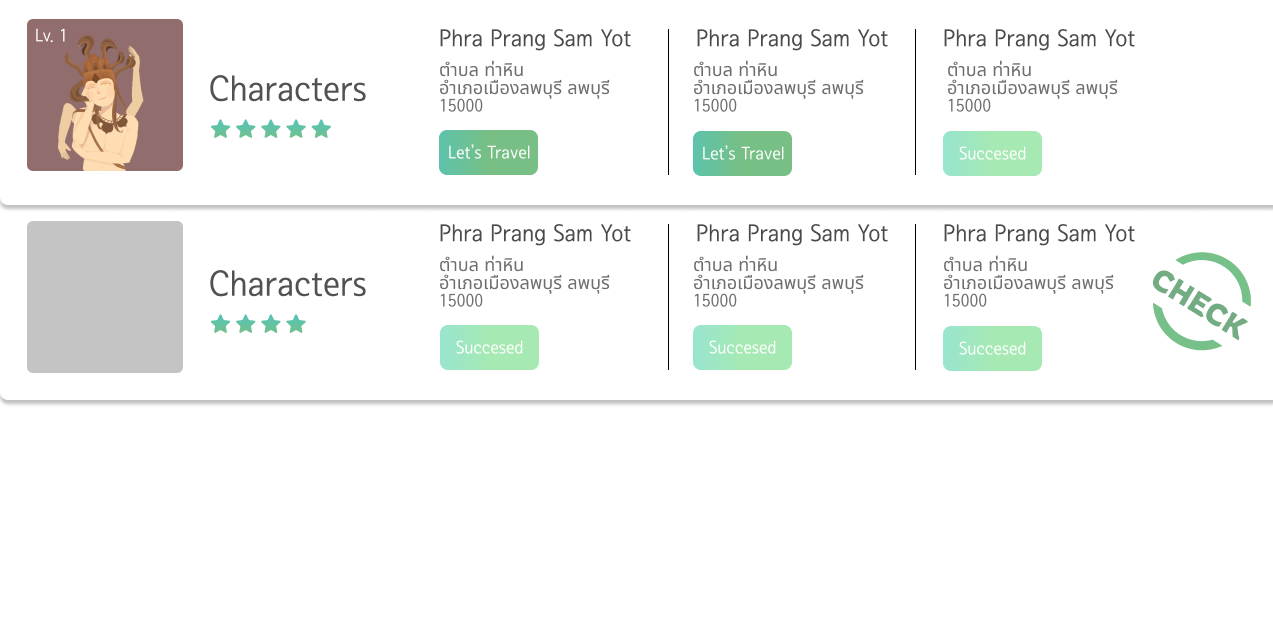 Lv. 1
Characters
Phra Prang Sam Yot
ตำบล ท่าหิน
อำเภอเมืองลพบุรี ลพบุรี
15000
Let's Travel
Phra Prang Sam Yot
ตำบล ท่าหิน
อำเภอเมืองลพบุรี ลพบุรี
15000
Let's Travel
Phra Prang Sam Yot
ตำบล ท่าหิน
อำเภอเมืองลพบุรี ลพบุรี
15000
Succesed
Characters
Phra Prang Sam Yot
ตำบล ท่าหิน
อำเภอเมืองลพบุรี ลพบุรี
15000
Succesed
Phra Prang Sam Yot
ตำบล ท่าหิน
อำเภอเมืองลพบุรี ลพบุรี
15000
Succesed
Phra Prang Sam Yot
ตำบล ท่าหิน
อำเภอเมืองลพบุรี ลพบุรี
15000
Succesed
CHECK